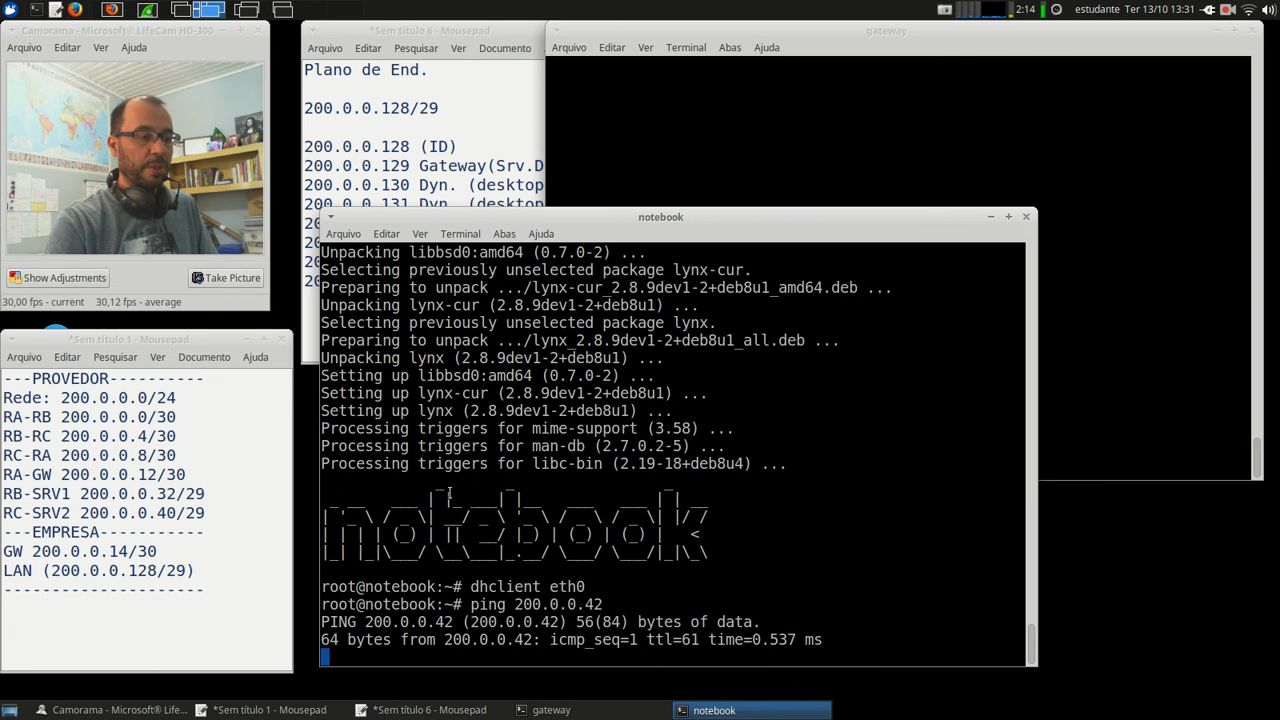 2:14
estudante
Ter 13/10 13:31
Camorama - Microsoft® LifeCam HD-300
Arquivo Editar Ver Ajuda
Show Adjustments
Take Picture
30,00 fps - current 30,12 fps - average
*Sem título 6 - Mousepad
Arquivo Editar Pesquisar Ver Documento
Plano de End.
200.0.0.128/29
200.0.0.128 (ID)
200.0.0.129 Gateway(Srv.D
200.0.0.130 Dyn. (desktop
200.0.0.131 Dyn. (desktop
gateway
Arquivo Editar Ver Terminal Abas Ajuda
*Sem título 1 - Mousepad
Arquivo Editar Pesquisar Ver Documento Ajuda
---PROVEDOR----------
Rede: 200.0.0.0/24
RA-RB 200.0.0.0/30
RB-RC 200.0.0.4/30
RC-RA 200.0.0.8/30
RA-GW 200.0.0.12/30
RB-SRV1 200.0.0.32/29
RC-SRV2 200.0.0.40/29
---EMPRESA-----------
GW 200.0.0.14/30
LAN (200.0.0.128/29)
---------------------
notebook
Arquivo Editar Ver Terminal Abas Ajuda
Unpacking libbsd0:amd64 (0.7.0-2) ...
Selecting previously unselected package lynx-cur.
Preparing to unpack .../lynx-cur_2.8.9dev1-2+deb8u1_amd64.deb ...
Unpacking lynx-cur (2.8.9dev1-2+deb8u1) ...
Selecting previously unselected package lynx.
Preparing to unpack .../lynx_2.8.9dev1-2+deb8u1_all.deb ...
Unpacking lynx (2.8.9dev1-2+deb8u1) ...
Setting up libbsd0:amd64 (0.7.0-2) ...
Setting up lynx-cur (2.8.9dev1-2+deb8u1) ...
Setting up lynx (2.8.9dev1-2+deb8u1) ...
Processing triggers for mime-support (3.58) ...
Processing triggers for man-db (2.7.0.2-5) ...
Processing triggers for libc-bin (2.19-18+deb8u4) ...
notebook
root@notebook:~# dhclient eth0
root@notebook:~# ping 200.0.0.42
PING 200.0.0.42 (200.0.0.42) 56(84) bytes of data.
64 bytes from 200.0.0.42: icmp_seq=1 ttl=61 time=0.537 ms
Camorama - Microsoft® LifeC...
*Sem título 1 - Mousepad
*Sem título 6 - Mousepad
gateway
notebook